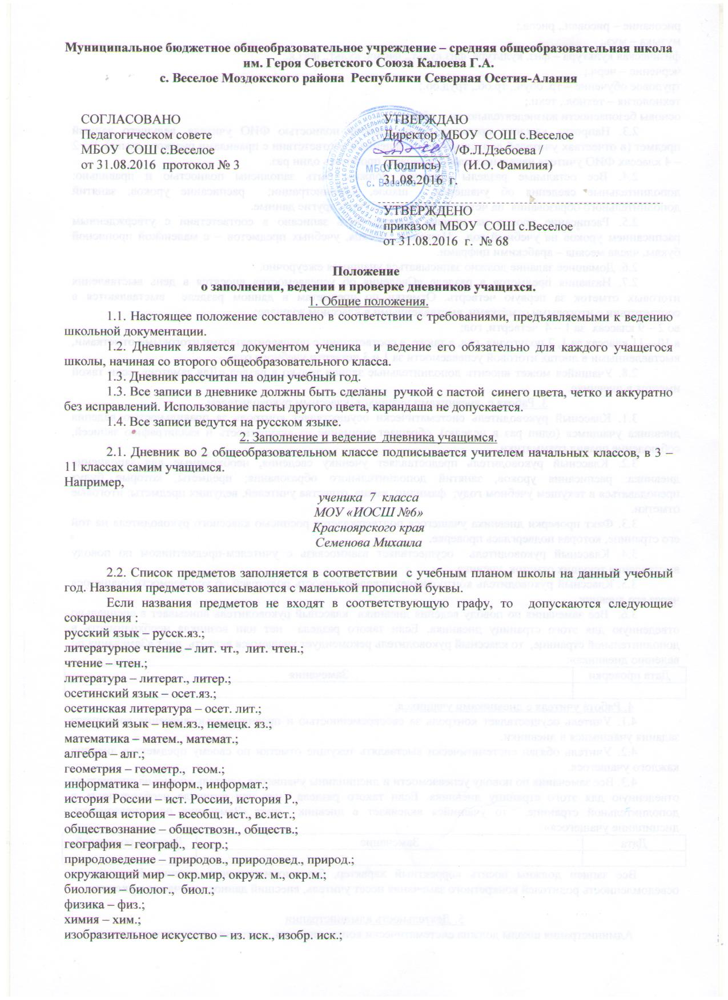 Муниципальное бюджетное общеобразовательное учреждение – средняя общеобразовательная школа
им. Героя Советского Союза Калоева Г.А.
с. Веселое Моздокского района Республики Северная Осетия-Алания
СОГЛАСОВАНО
Педагогическом совете
МБОУ СОШ с.Веселое
от 31.08.2016 протокол № 3
УТВЕРЖДАЮ
Директор МБОУ СОШ с.Веселое
/Ф.Л.Дзебоева /
(Подпись) (И.О. Фамилия)
31.08.2016 г.
МБОУ СОШ
с. Веселое
УТВЕРЖДЕНО
приказом МБОУ СОШ с.Веселое
от 31.08.2016 г. № 68
Положение
о заполнении, ведении и проверке дневников учащихся.
1. Общие положения.
1.1. Настоящее положение составлено в соответствии с требованиями, предъявляемыми к ведению
школьной документации.
1.2. Дневник является документом ученика и ведение его обязательно для каждого учащегося
школы, начиная со второго общеобразовательного класса.
1.3. Дневник рассчитан на один учебный год.
1.3. Все записи в дневнике должны быть сделаны ручкой с пастой синего цвета, четко и аккуратно
без исправлений. Использование пасты другого цвета, карандаша не допускается.
1.4. Все записи ведутся на русском языке.
2. Заполнение и ведение дневника учащимся.
2.1. Дневник во 2 общеобразовательном классе подписывается учителем начальных классов, в 3 –
11 классах самим учащимся.
Например,
ученика 7 класса
МОУ «ИОСШ №6»
Красноярского края
Семенова Михаила
2.2. Список предметов заполняется в соответствии с учебным планом школы на данный учебный
год. Названия предметов записываются с маленькой прописной буквы.
Если названия предметов не входят в соответствующую графу, то допускаются следующие
сокращения :
русский язык – русск.яз.;
литературное чтение – лит. чт., лит. чтен.;
чтение – чтен.;
литература – литерат., литер.;
осетинский язык – осет.яз.;
осетинская литература – осет. лит.;
немецкий язык – нем.яз., немецк. яз.;
математика – матем., математ.;
алгебра – алг.;
геометрия – геометр., геом.;
информатика – информ., информат.;
история России – ист. России, история Р.,
всеобщая история – всеобщ. ист., вс.ист.;
обществознание – обществозн., обществ.;
география – географ., геогр.;
природоведение – природов., природовед., природ.;
окружающий мир – окр.мир, окруж. м., окр.м.;
биология – биолог., биол.;
физика – физ.;
химия – хим.;
изобразительное искусство – из. иск., изобр. иск.;